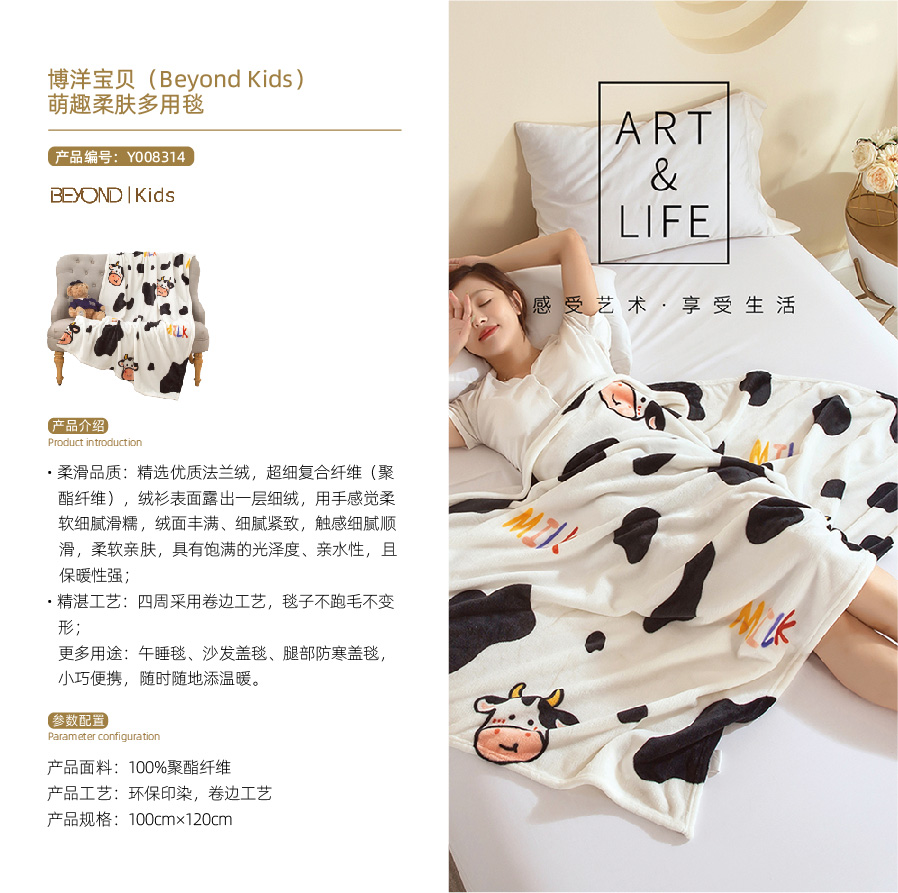 博洋宝贝（Beyond Kids）
萌趣柔肤多用毯
产品编号：Y008314
BEYOND | Kids
MILK
产品介绍
Product introduction
• 柔滑品质：精选优质法兰绒，超细复合纤维（聚
酯纤维），绒衫表面露出一层细绒，用手感觉柔
软细腻滑糯，绒面丰满、细腻紧致，触感细腻顺
滑，柔软亲肤，具有饱满的光泽度、亲水性，且
保暖性强；
• 精湛工艺：四周采用卷边工艺，毯子不跑毛不变
形；
更多用途：午睡毯、沙发盖毯、腿部防寒盖毯，
小巧便携，随时随地添温暖。
参数配置
Parameter configuration
产品面料：100%聚酯纤维
产品工艺：环保印染，卷边工艺
产品规格：100cm×120cm
ART
&
LIFE
感受艺术·享受生活
MILK
MILK
MILK